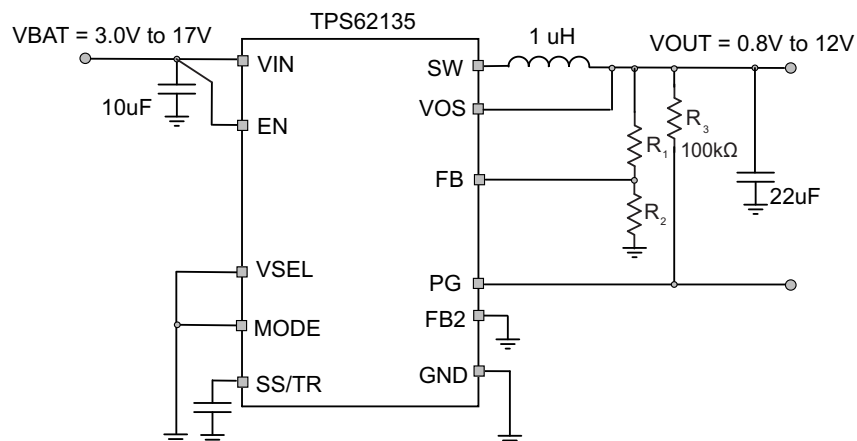 TPS62135
VBAT = 3.0V to 17V
1 uH
VOUT = 0.8V to 12V
VIN
SW
10uF
VOS
EN
R1
R3
100kΩ
FB
R2
22uF
VSEL
PG
MODE
FB2
SS/TR
GND